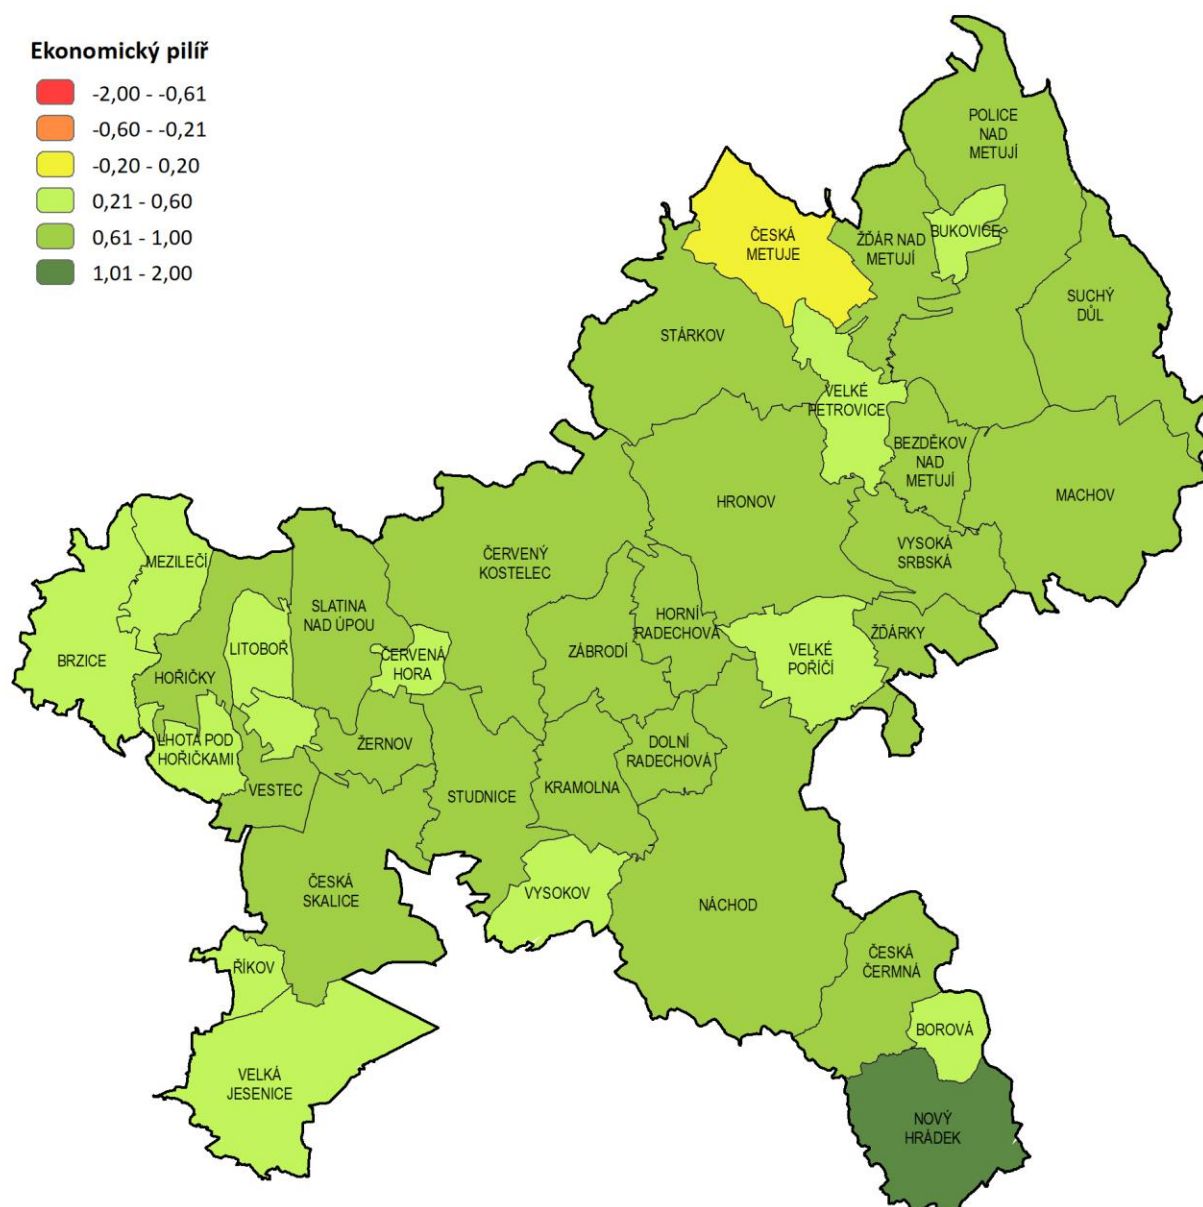 Ekonomický pilíř
-2,00 - -0,61
-0,60 - -0,21
-0,20 - 0,20
0,21 - 0,60
0,61 - 1,00
1,01 - 2,00
POLICE
NAD
METUJÍ
ČESKÁ
METUJE
ŽĎÁR NAD
METUJÍ
BUKOVICE
SUCHÝ
DŮL
STÁRKOV
VELKÉ
PETROVICE
BEZDĚKOV
NAD
METUJÍ
MACHOV
HRONOV
VYSOKÁ
SRBSKÁ
ČERVENÝ
KOSTELEC
MEZILEČÍ
SLATINA
NAD ÚPOU
HORNÍ
RADECHOVÁ
ŽĎÁRKY
BRZICE
LITOBOŘ
HOŘIČKY
ČERVENÁ
HORA
ZÁBRODÍ
VELKÉ
POŘÍČÍ
LHOTA POD
HOŘIČKAMI
ŽERNOV
DOLNÍ
RADECHOVÁ
VESTEC
STUDNICE
KRAMOLNA
ČESKÁ
SKALICE
VYSOKOV
NÁCHOD
ŘÍKOV
ČESKÁ
ČERMNÁ
BOROVÁ
VELKÁ
JESENICE
NOVÝ
HRÁDEK